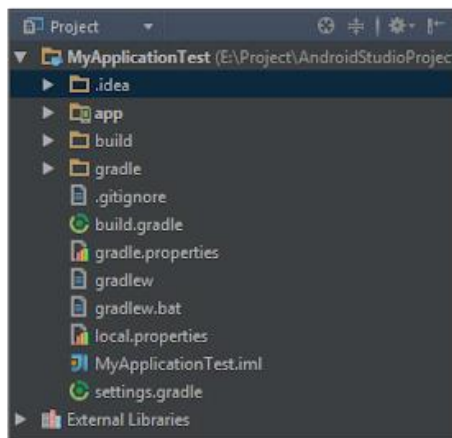 Project
MyApplicationTest (E:\Project\AndroidStudioProject
.idea
app
build
gradle
.gitignore
build.gradle
gradle.properties
gradlew
gradlew.bat
local.properties
MyApplicationTest.iml
settings.gradle
External Libraries